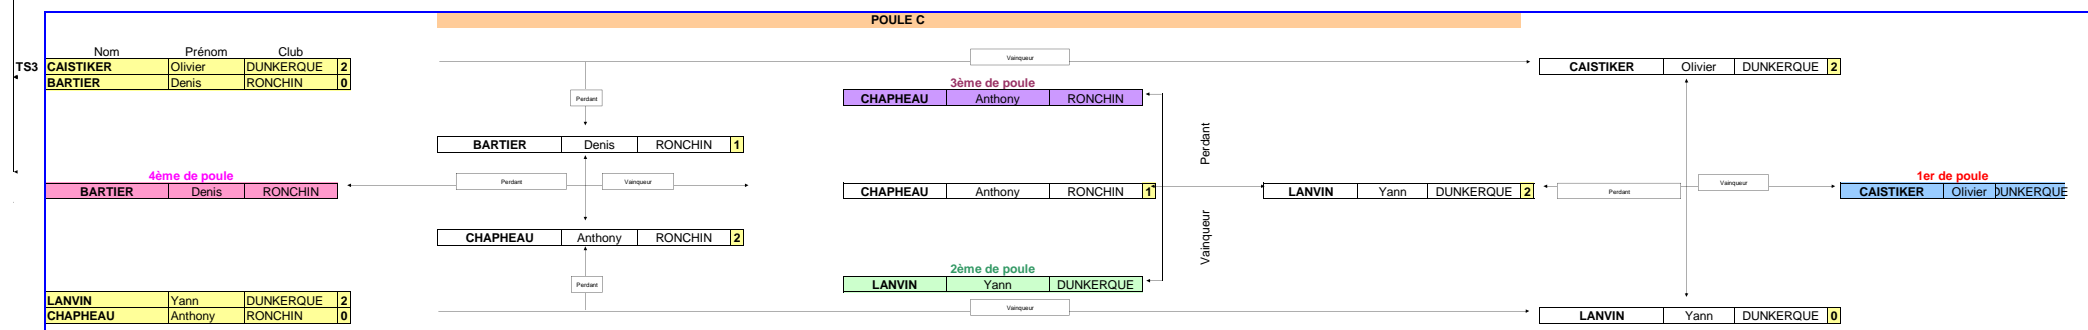 POULE C
Nom Prénom Club
TS3 CAISTIKER Olivier DUNKERQUE 2
BARTIER Denis RONCHIN 0
Vainqueur
CAISTIKER Olivier DUNKERQUE 2
Perdant
3ème de poule
CHAPHEAU Anthony RONCHIN
Perdant
BARTIER Denis RONCHIN 1
4ème de poule
BARTIER Denis RONCHIN
Perdant
Vainqueur
CHAPHEAU Anthony RONCHIN 1
LANVIN Yann DUNKERQUE 2
Perdant
Vainqueur
1er de poule
CAISTIKER Olivier DUNKERQUE
CHAPHEAU Anthony RONCHIN 2
Vainqueur
2ème de poule
LANVIN Yann DUNKERQUE
Perdant
LANVIN Yann DUNKERQUE 2
CHAPHEAU Anthony RONCHIN 0
Vainqueur
LANVIN Yann DUNKERQUE 0